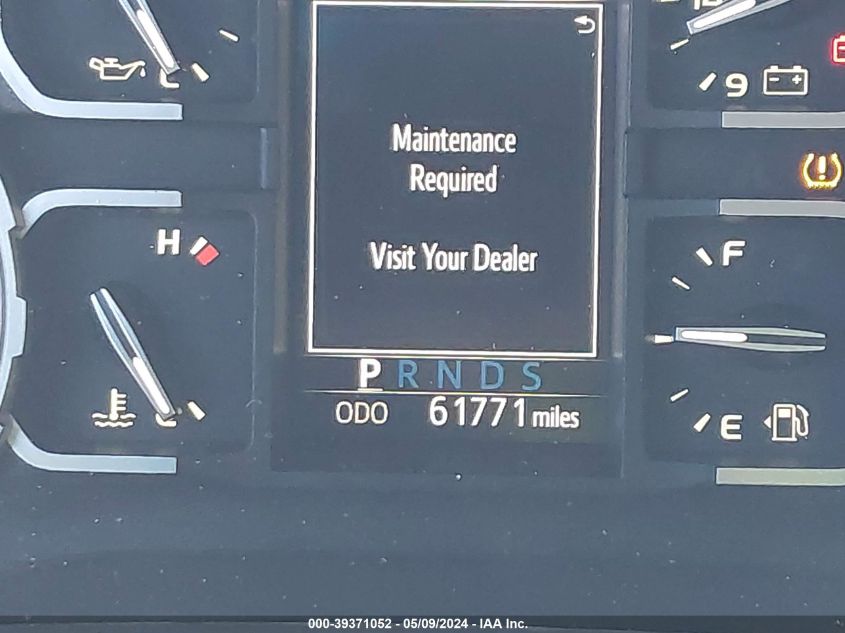 9
Maintenance
Required
Visit Your Dealer
H
F
P R N D S
ODO 61771 miles
E
000-39371052 - 05/09/2024 - IAA Inc.